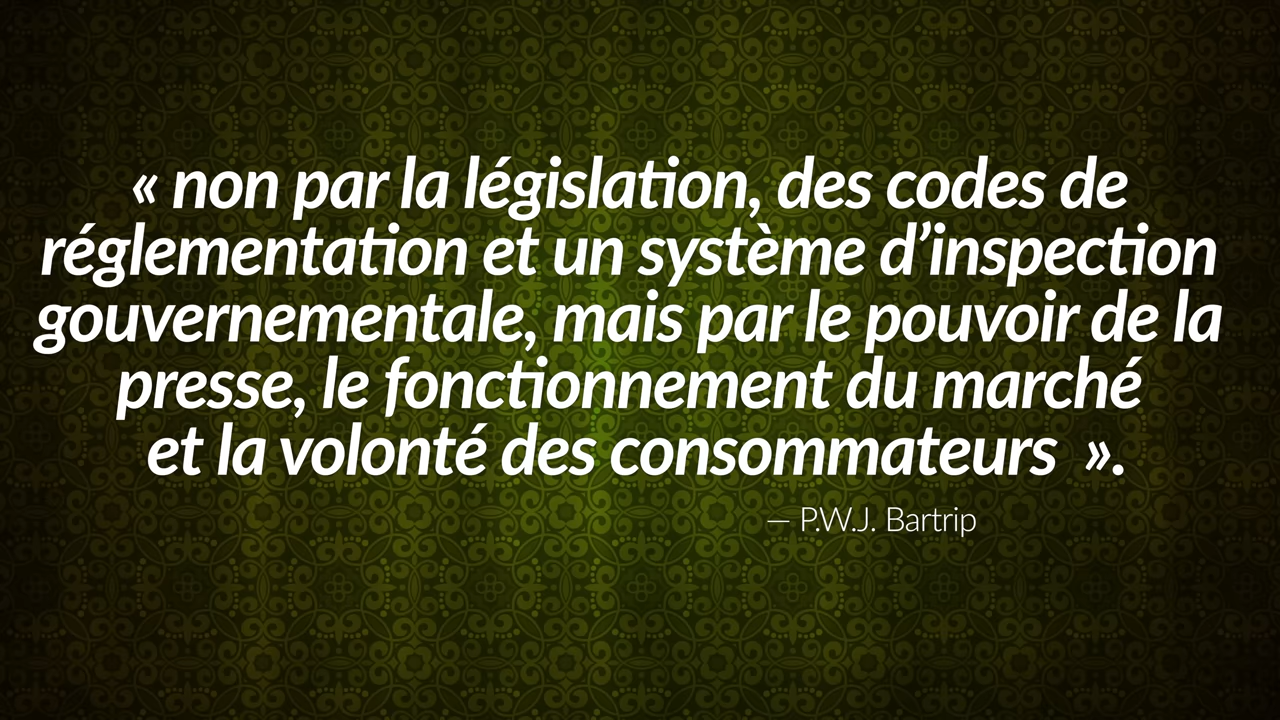 « non par la législation, des codes de
réglementation et un système d’inspection
gouvernementale, mais par le pouvoir de la
presse, le fonctionnement du marché
et la volonté des consommateurs  ».
— P.W.J. Bartrip